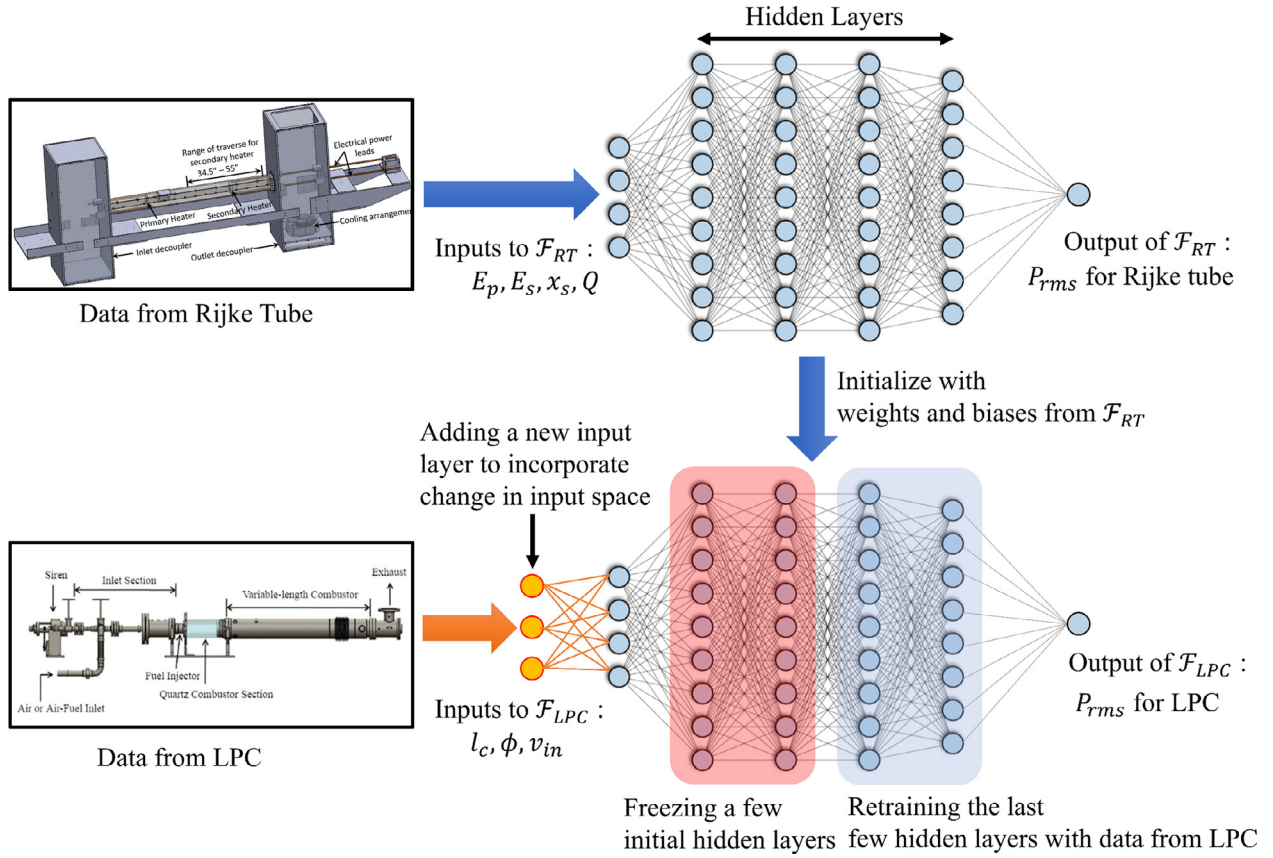 Hidden Layers
Range of traverse for
secondary heater
34.5” – 55”
Electrical power
leads
Primary Heater
Secondary Heater
Cooling arrangement
Inlet decoupler
Outlet decoupler
Data from Rijke Tube
Inputs to ℱ_RT :
E_p, E_s, x_s, Q
Output of ℱ_RT :
P_rms for Rijke tube
Initialize with
weights and biases from ℱ_RT
Adding a new input
layer to incorporate
change in input space
Siren
Inlet Section
Variable-length Combustor
Exhaust
Fuel Injector
Quartz Combustor Section
Air or Air-Fuel Inlet
Data from LPC
Inputs to ℱ_LPC :
l_c, ϕ, v_in
Output of ℱ_LPC :
P_rms for LPC
Freezing a few
initial hidden layers
Retraining the last
few hidden layers with data from LPC